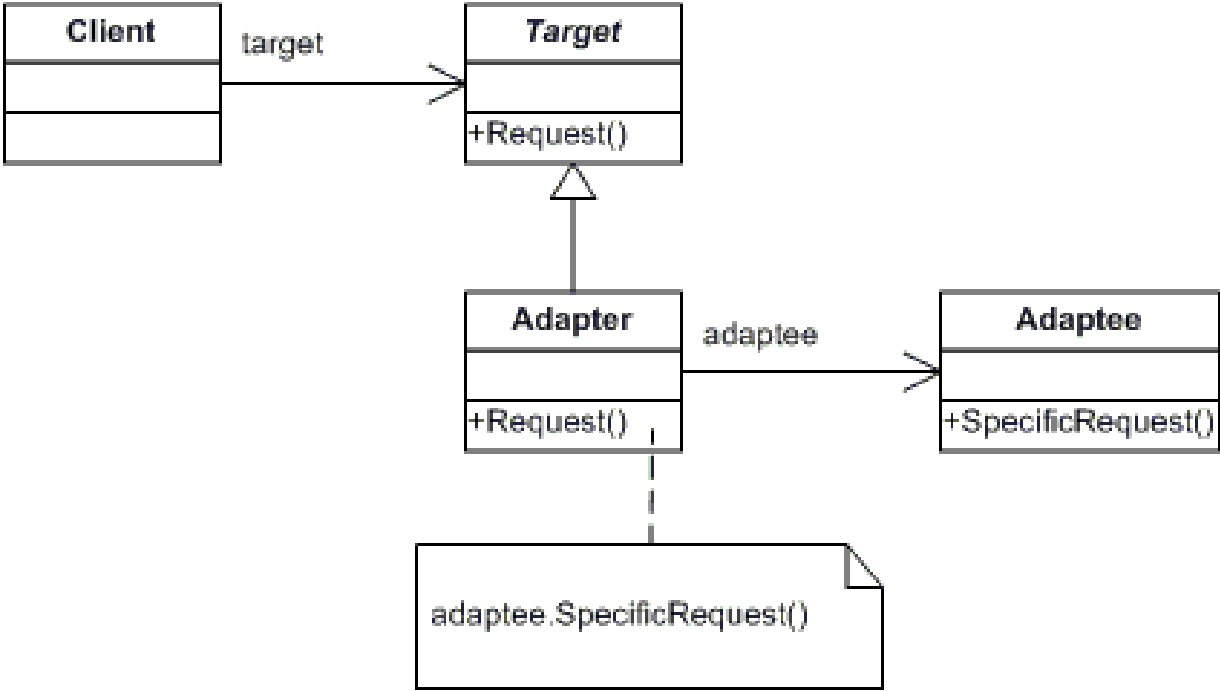 Client
target
Target
+Request()
Adapter
adaptee
Adaptee
+Request()
+SpecificRequest()
adaptee.SpecificRequest()